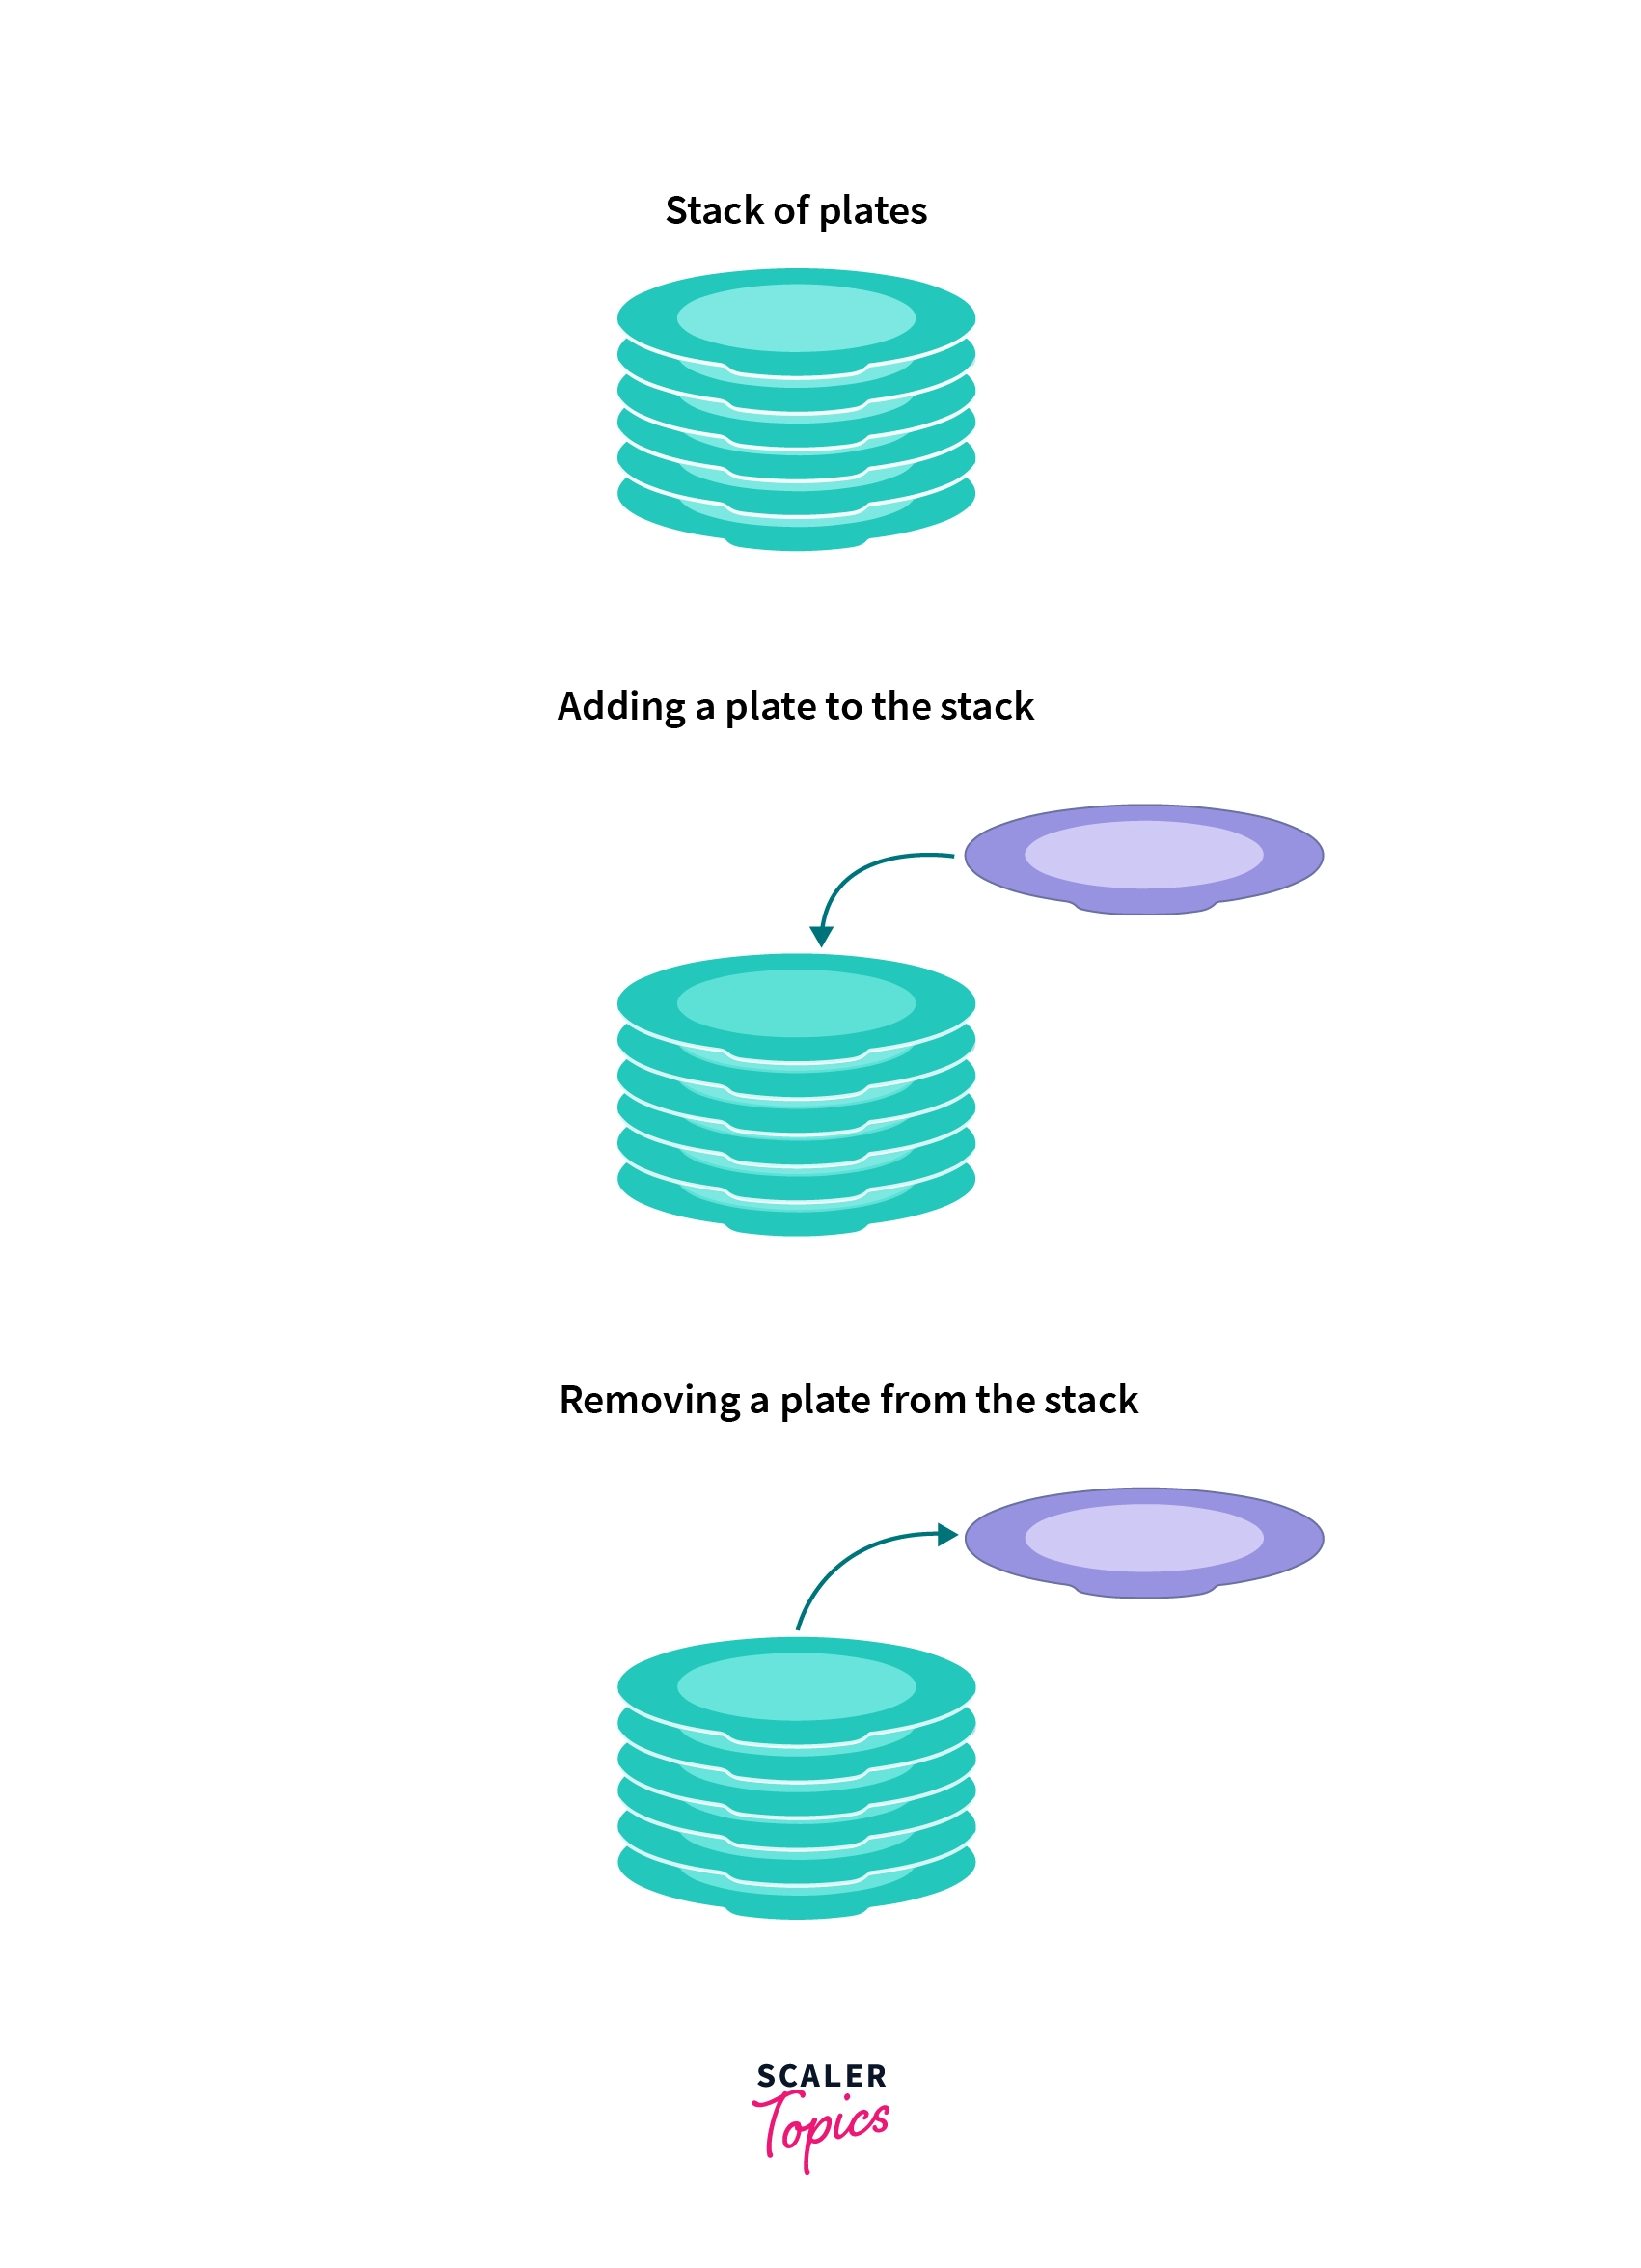 Stack of plates
Adding a plate to the stack
Removing a plate from the stack
SCALER
Topics